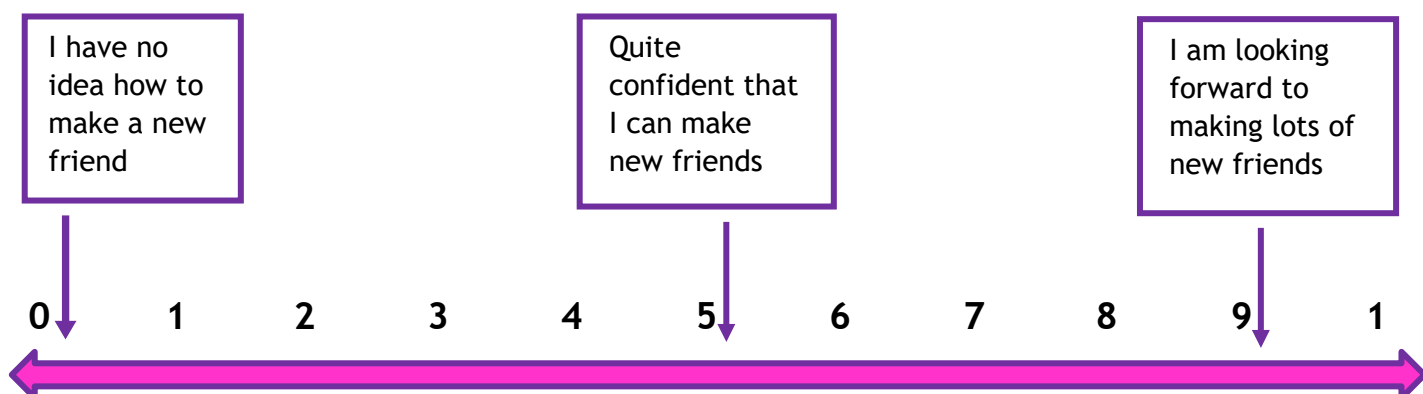 I have no
idea how to
make a new
friend
Quite
confident that
I can make
new friends
I am looking
forward to
making lots of
new friends
0 1 2 3 4 5 6 7 8 9 1